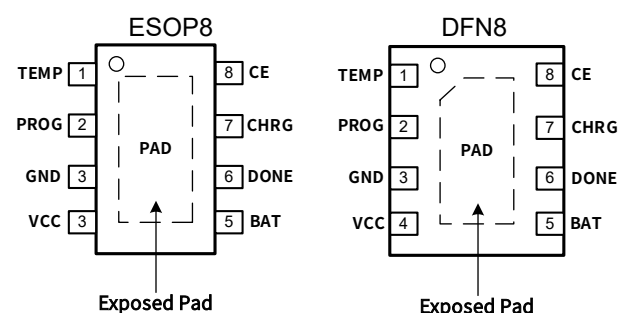 ESOP8
TEMP 1
8 CE
PROG 2
7 CHRG
GND 3
6 DONE
VCC 3
5 BAT
PAD
Exposed Pad
DFN8
TEMP 1
8 CE
PROG 2
7 CHRG
GND 3
6 DONE
VCC 4
5 BAT
PAD
Exposed Pad